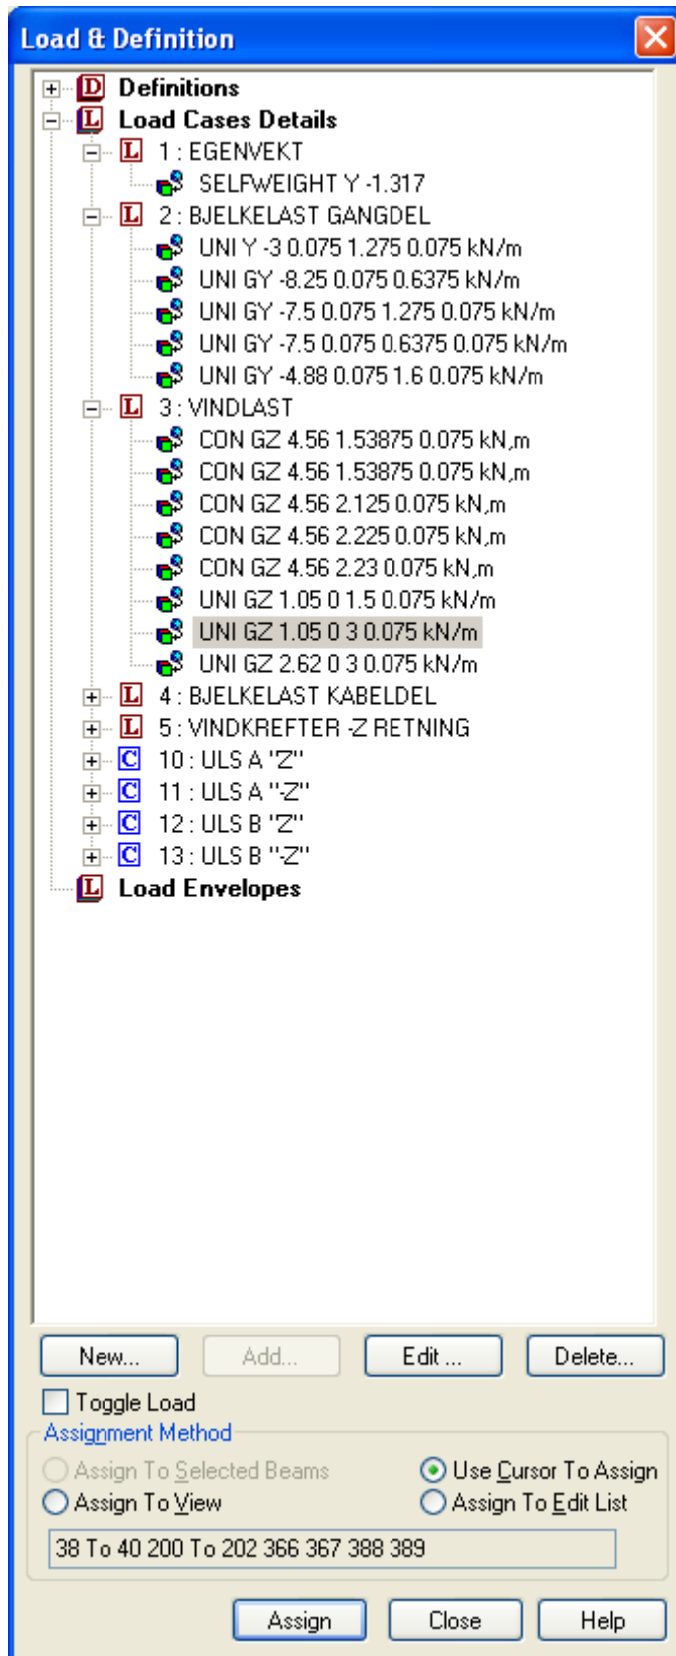 Load & Definition
Definitions
Load Cases Details
1 : EGENVEKT
SELFWEIGHT Y -1.317
2 : BJELKELAST GANGDEL
UNI Y -3 0.075 1.275 0.075 kN/m
UNI GY -8.25 0.075 0.6375 kN/m
UNI GY -7.5 0.075 1.275 0.075 kN/m
UNI GY -7.5 0.075 0.6375 0.075 kN/m
UNI GY -4.88 0.075 1.6 0.075 kN/m
3 : VINDLAST
CON GZ 4.56 1.53875 0.075 kN,m
CON GZ 4.56 1.53875 0.075 kN,m
CON GZ 4.56 2.125 0.075 kN,m
CON GZ 4.56 2.225 0.075 kN,m
CON GZ 4.56 2.23 0.075 kN,m
UNI GZ 1.05 0 1.5 0.075 kN/m
UNI GZ 1.05 0 3 0.075 kN/m
UNI GZ 2.62 0 3 0.075 kN/m
4 : BJELKELAST KABELDEL
5 : VINDKREFTER -Z RETNING
10 : ULS A "Z"
11 : ULS A "-Z"
12 : ULS B "Z"
13 : ULS B "-Z"
Load Envelopes
New... Add... Edit ... Delete...
Toggle Load
Assignment Method
Assign To Selected Beams Use Cursor To Assign
Assign To View Assign To Edit List
38 To 40 200 To 202 366 367 388 389
Assign Close Help